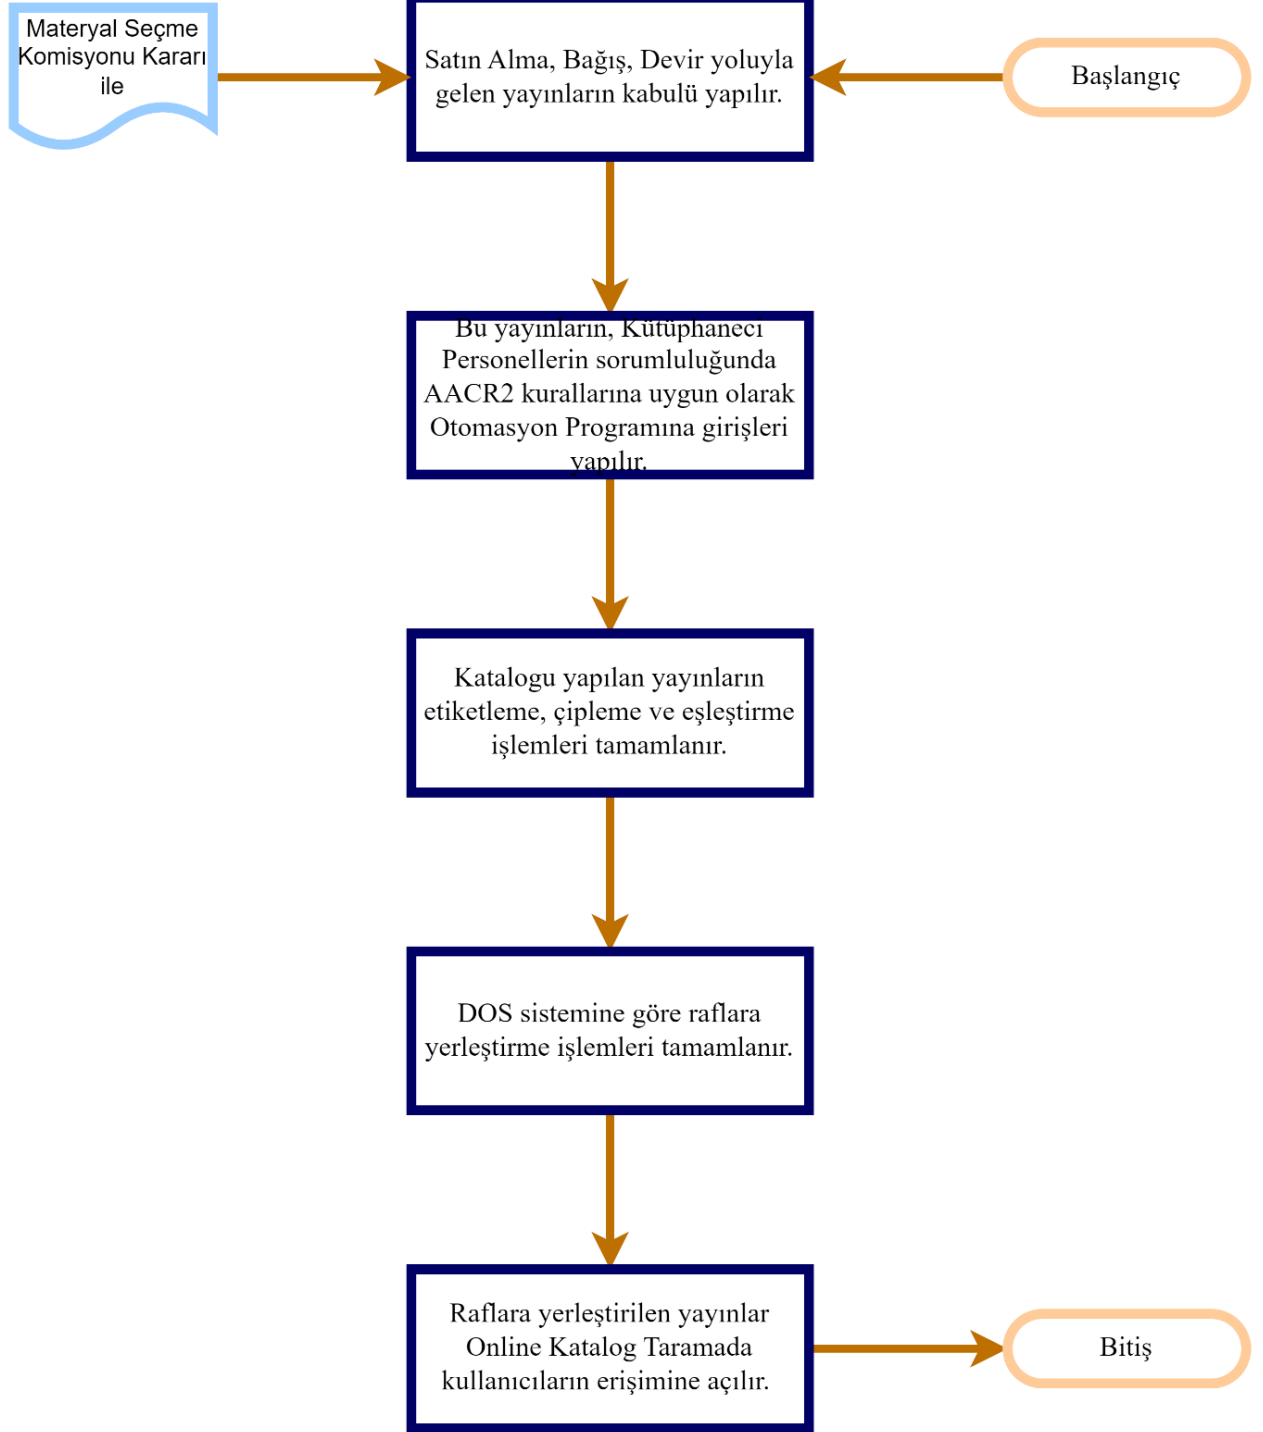 Materyal Seçme
Komisyonu Kararı
ile
Satın Alma, Bağış, Devir yoluyla
gelen yayınların kabulü yapılır.
Başlangıç
Bu yayınların, Kütüphaneci
Personellerin sorumluluğunda
AACR2 kurallarına uygun olarak
Otomasyon Programına girişleri
yapılır.
Katalogu yapılan yayınların
etiketleme, çipleme ve eşleştirme
işlemleri tamamlanır.
DOS sistemine göre raflara
yerleştirme işlemleri tamamlanır.
Raflara yerleştirilen yayınlar
Online Katalog Taramada
kullanıcıların erişimine açılır.
Bitiş